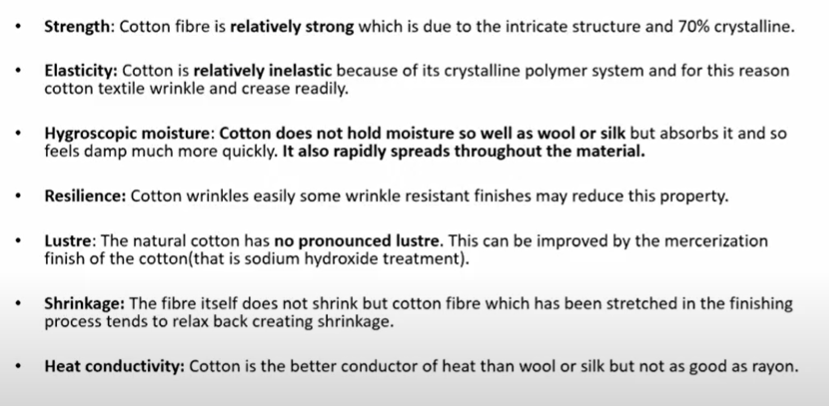 • Strength: Cotton fibre is relatively strong which is due to the intricate structure and 70% crystalline.
• Elasticity: Cotton is relatively inelastic because of its crystalline polymer system and for this reason
cotton textile wrinkle and crease readily.
• Hygroscopic moisture: Cotton does not hold moisture so well as wool or silk but absorbs it and so
feels damp much more quickly. It also rapidly spreads throughout the material.
• Resilience: Cotton wrinkles easily some wrinkle resistant finishes may reduce this property.
• Lustre: The natural cotton has no pronounced lustre. This can be improved by the mercerization
finish of the cotton(that is sodium hydroxide treatment).
• Shrinkage: The fibre itself does not shrink but cotton fibre which has been stretched in the finishing
process tends to relax back creating shrinkage.
• Heat conductivity: Cotton is the better conductor of heat than wool or silk but not as good as rayon.